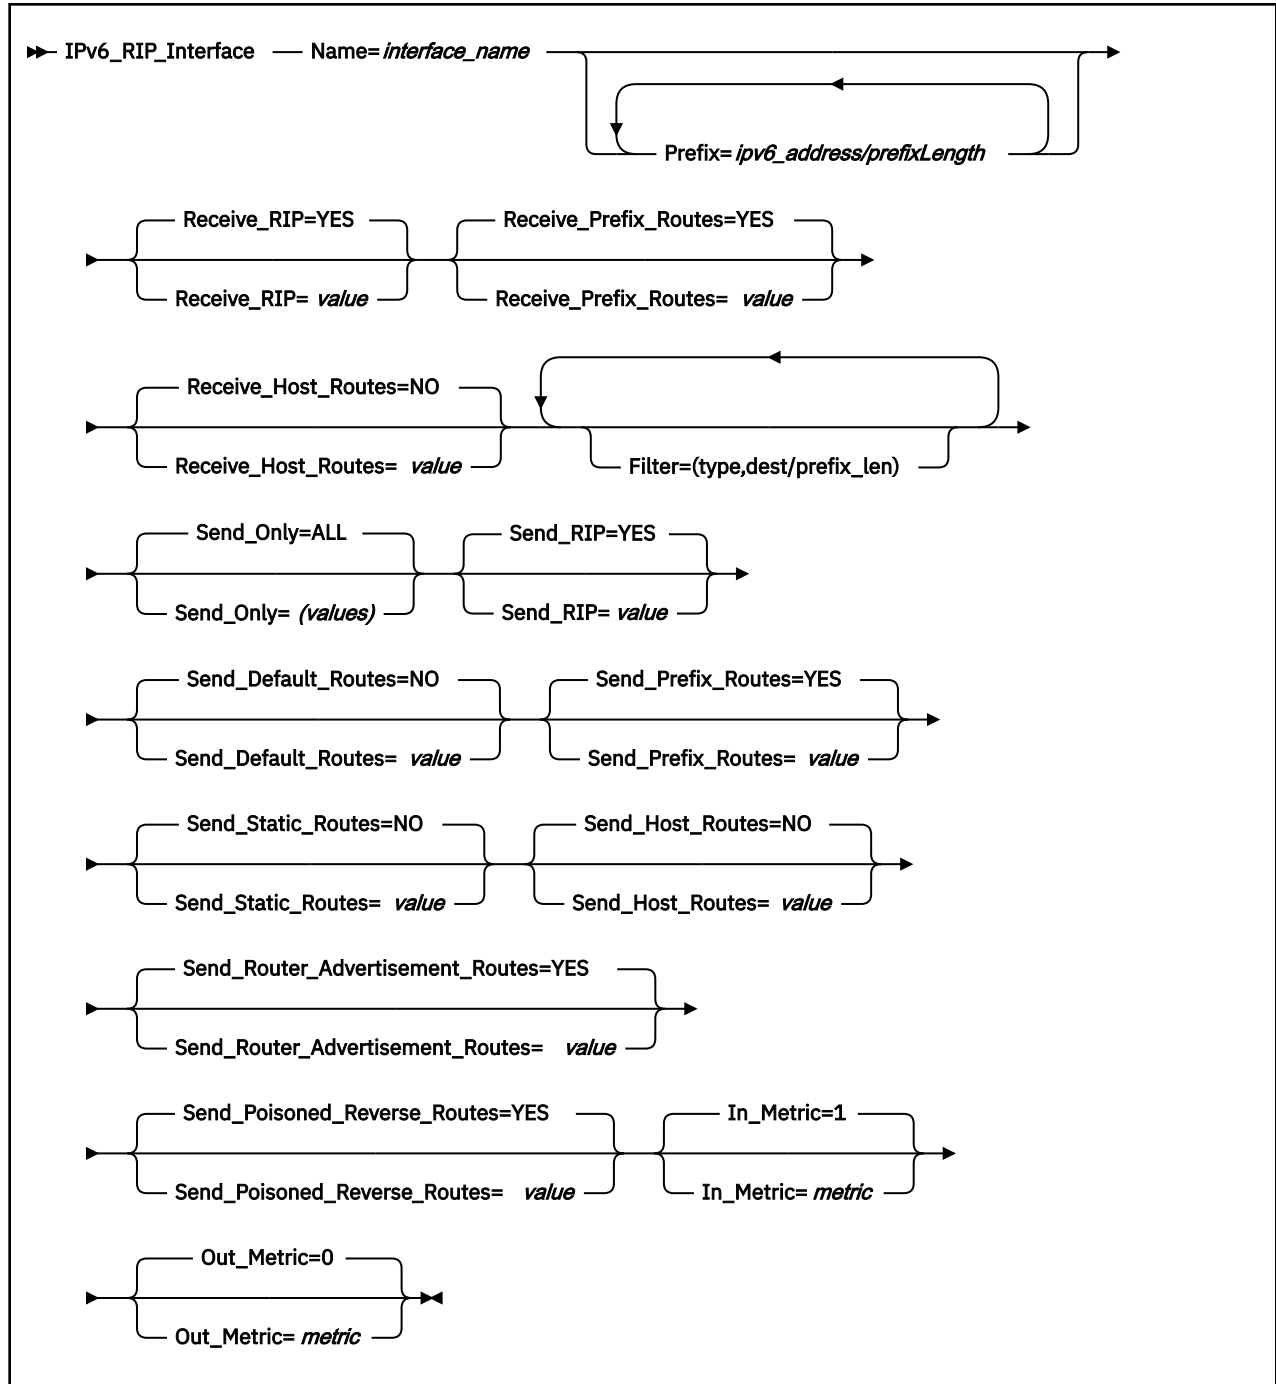 IPv6_RIP_Interface Name= interface_name
Prefix= ipv6_address/prefixLength
Receive_RIP=YES Receive_Prefix_Routes=YES
Receive_RIP= value Receive_Prefix_Routes= value
Receive_Host_Routes=NO
Receive_Host_Routes= value Filter=(type,dest/prefix_len)
Send_Only=ALL Send_RIP=YES
Send_Only= (values) Send_RIP= value
Send_Default_Routes=NO Send_Prefix_Routes=YES
Send_Default_Routes= value Send_Prefix_Routes= value
Send_Static_Routes=NO Send_Host_Routes=NO
Send_Static_Routes= value Send_Host_Routes= value
Send_Router_Advertisement_Routes=YES
Send_Router_Advertisement_Routes= value
Send_Poisoned_Reverse_Routes=YES In_Metric=1
Send_Poisoned_Reverse_Routes= value In_Metric= metric
Out_Metric=0
Out_Metric= metric